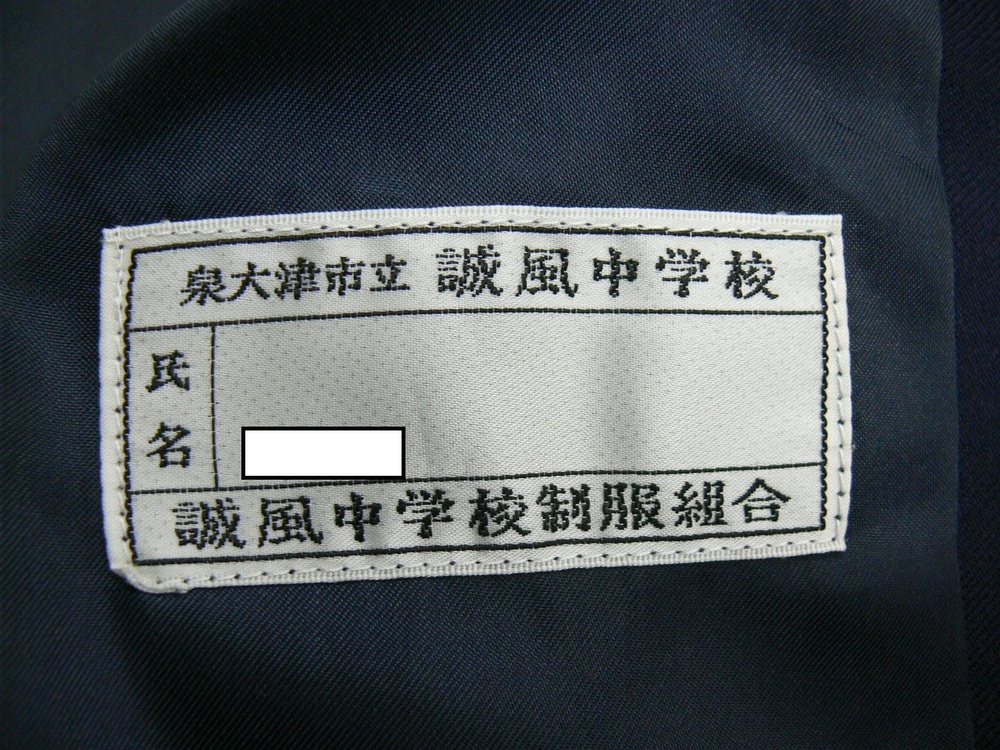 泉大津市立 誠風中学校
氏名
誠風中学校制服組合